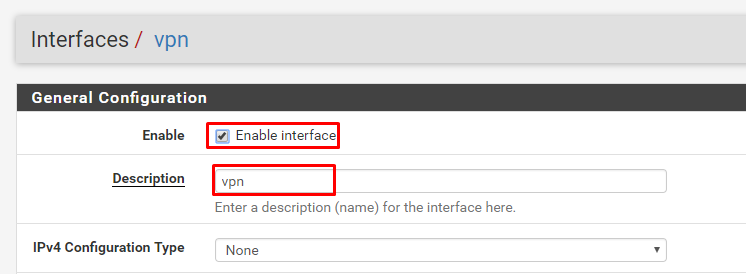 Interfaces / vpn
General Configuration
Enable Enable interface
Description vpn
Enter a description (name) for the interface here.
IPv4 Configuration Type None